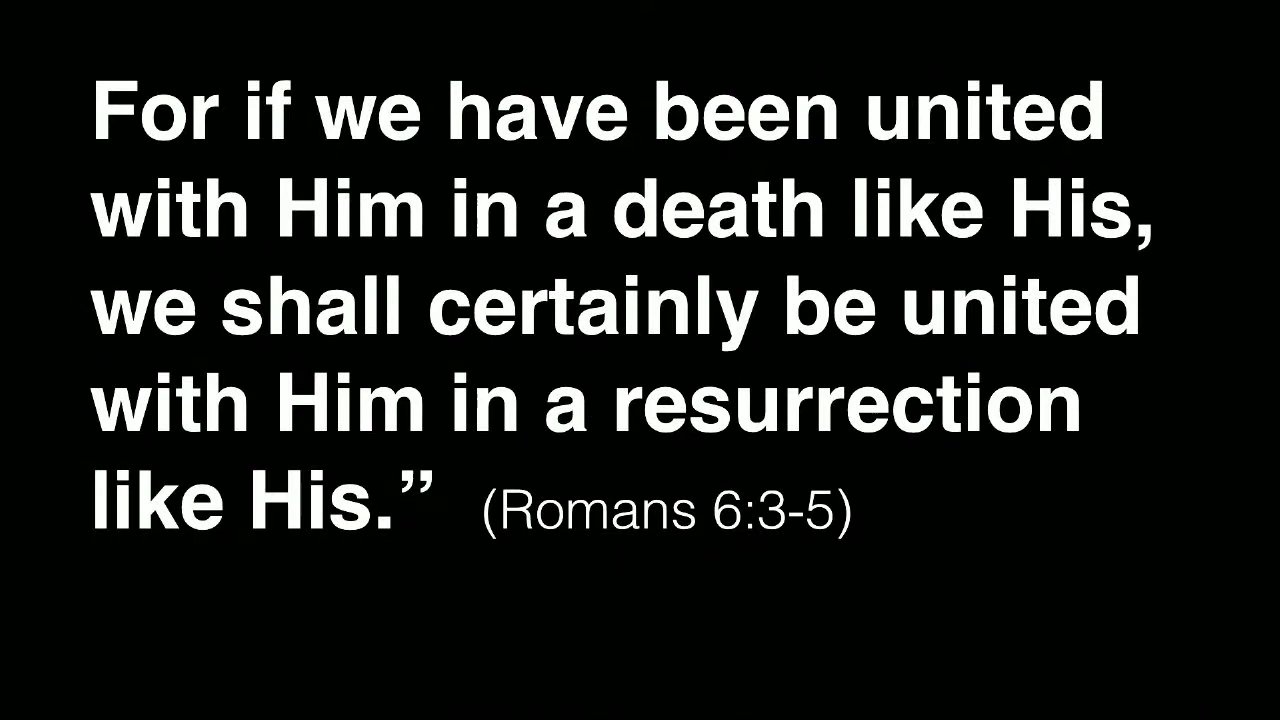 For if we have been united
with Him in a death like His,
we shall certainly be united
with Him in a resurrection
like His.” (Romans 6:3-5)